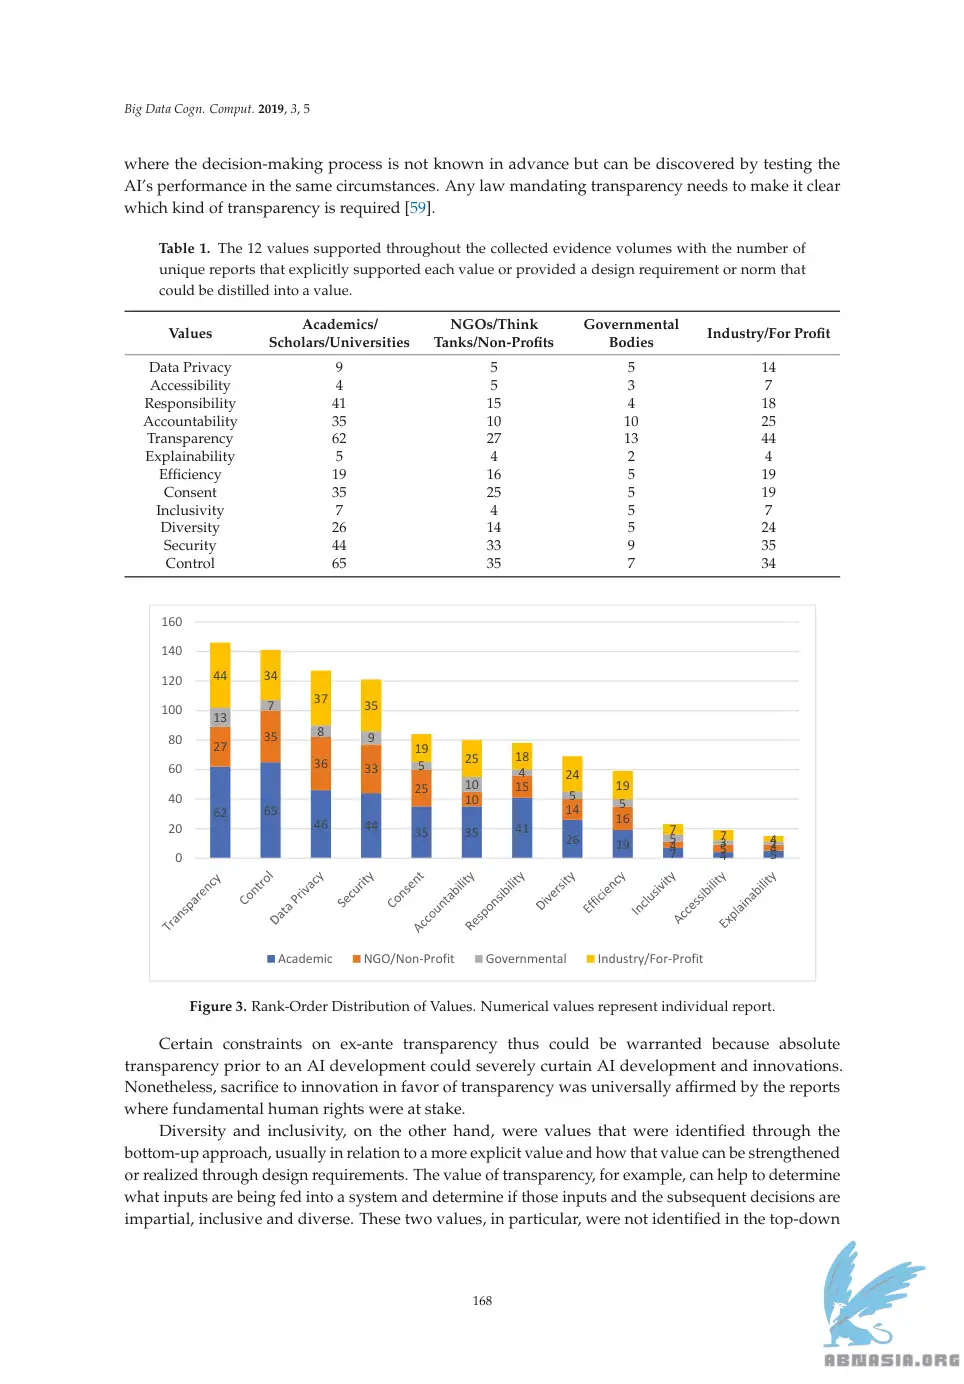 Big Data Cogn. Comput. 2019, 3, 5
where the decision-making process is not known in advance but can be discovered by testing the
AI’s performance in the same circumstances. Any law mandating transparency needs to make it clear
which kind of transparency is required [59].
Table 1. The 12 values supported throughout the collected evidence volumes with the number of
unique reports that explicitly supported each value or provided a design requirement or norm that
could be distilled into a value.
Values Academics/ Scholars/Universities NGOs/Think Tanks/Non-Profits Governmental Bodies Industry/For Profit
Data Privacy 9 5 5 14
Accessibility 4 5 3 7
Responsibility 41 15 4 18
Accountability 35 10 10 25
Transparency 62 27 13 44
Explainability 5 4 2 4
Efficiency 19 16 5 19
Consent 35 25 5 19
Inclusivity 7 4 5 7
Diversity 26 14 5 24
Security 44 33 9 35
Control 65 35 7 34
160
140
120
100
80
60
40
20
0
44 34 37 35 19 25 18 24 19 7 7 4
13 7 8 9 5 10 4 5 5 5 3 2
27 35 36 33 25 10 15 14 16 4 5 4
62 65 46 44 35 35 41 26 19 7 4 5
Transparency Control Data Privacy Security Consent Accountability Responsibility Diversity Efficiency Inclusivity Accessibility Explainability
Academic NGO/Non-Profit Governmental Industry/For-Profit
Figure 3. Rank-Order Distribution of Values. Numerical values represent individual report.
Certain constraints on ex-ante transparency thus could be warranted because absolute
transparency prior to an AI development could severely curtain AI development and innovations.
Nonetheless, sacrifice to innovation in favor of transparency was universally affirmed by the reports
where fundamental human rights were at stake.
Diversity and inclusivity, on the other hand, were values that were identified through the
bottom-up approach, usually in relation to a more explicit value and how that value can be strengthened
or realized through design requirements. The value of transparency, for example, can help to determine
what inputs are being fed into a system and determine if those inputs and the subsequent decisions are
impartial, inclusive and diverse. These two values, in particular, were not identified in the top-down
168
ABNASIA.ORG